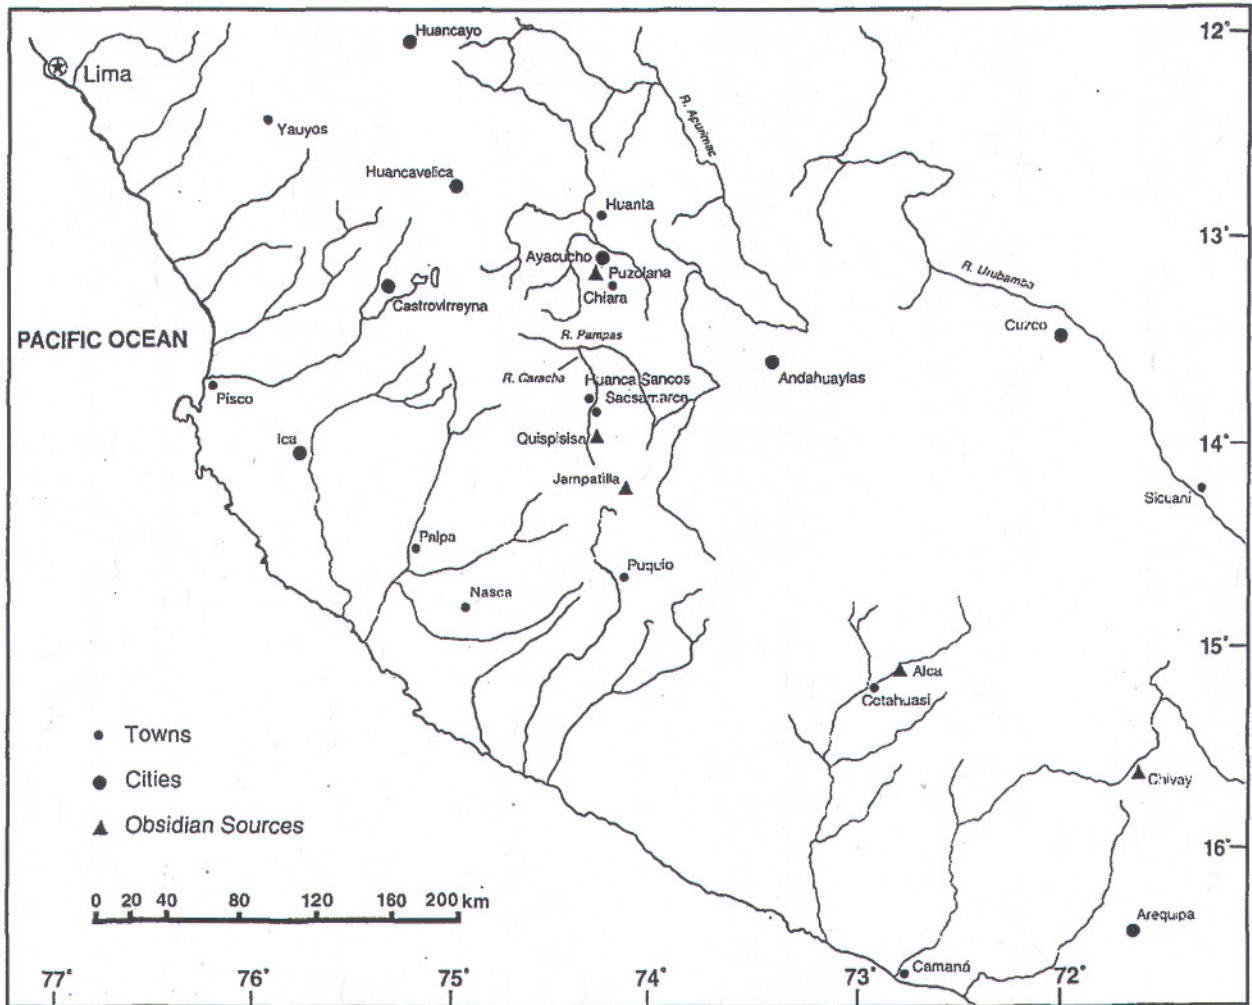 Huancayo
12°
Lima
R. Apurimac
Yauyos
Huancavelica
Huanta
13°
Ayacucho
Puzolana
Chiara
R. Urubamba
Castrovirreyna
PACIFIC OCEAN
R. Pampas
Cuzco
R. Caracha
Huanca Sancos
Andahuaylas
Pisco
Sacsamarca
Ica
Quispisisa
14°
Jampatilla
Sicuani
Palpa
Puquio
Nasca
15°
Alca
Cotahuasi
Towns
Cities
Chivay
Obsidian Sources
16°
0 20 40 80 120 160 200 km
Arequipa
Camaná
77° 76° 75° 74° 73° 72°